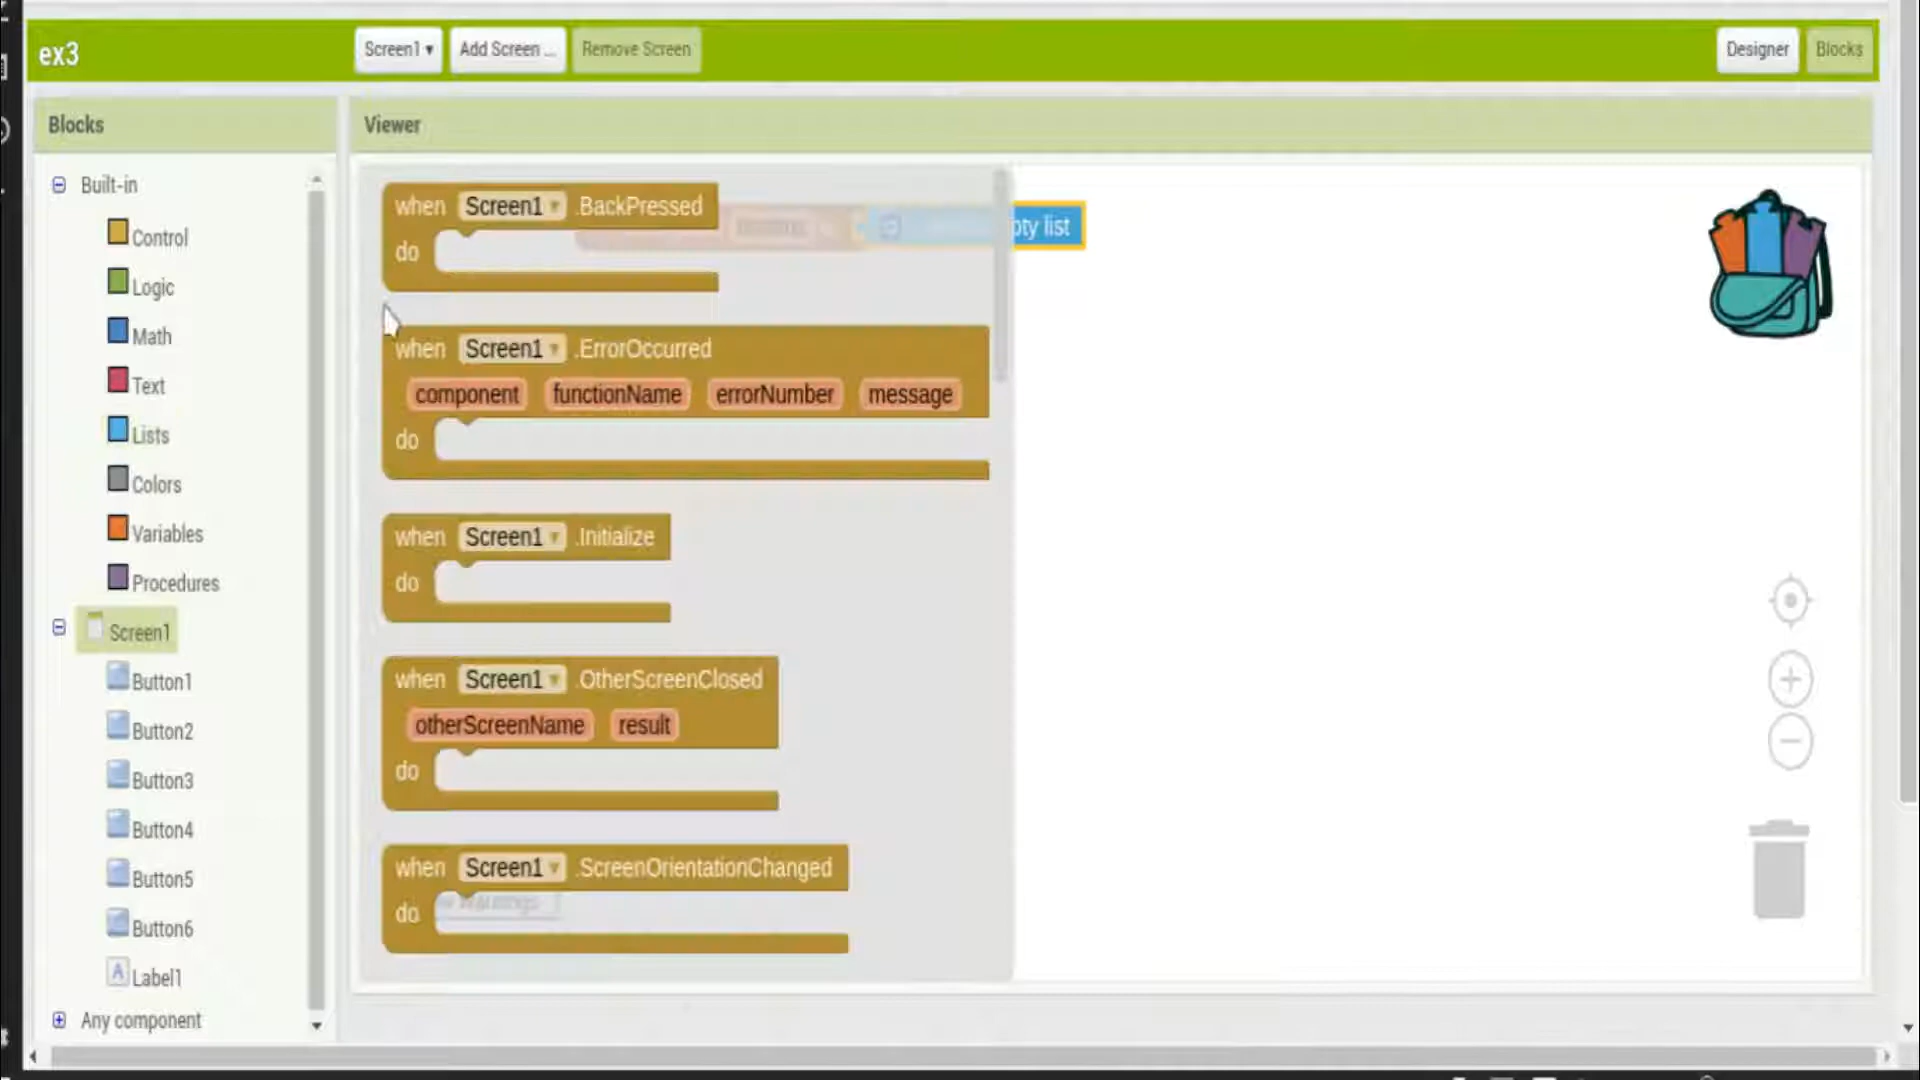 ex3
Screen1 ▾ Add Screen ... Remove Screen Designer Blocks
Blocks
Viewer
Built-in
Control
Logic
Math
Text
Lists
Colors
Variables
Procedures
Screen1
Button1
Button2
Button3
Button4
Button5
Button6
Label1
Any component
when Screen1 .BackPressed
do
pty list
when Screen1 .ErrorOccurred
component functionName errorNumber message
do
when Screen1 .Initialize
do
when Screen1 .OtherScreenClosed
otherScreenName result
do
when Screen1 .ScreenOrientationChanged
do
Warnings